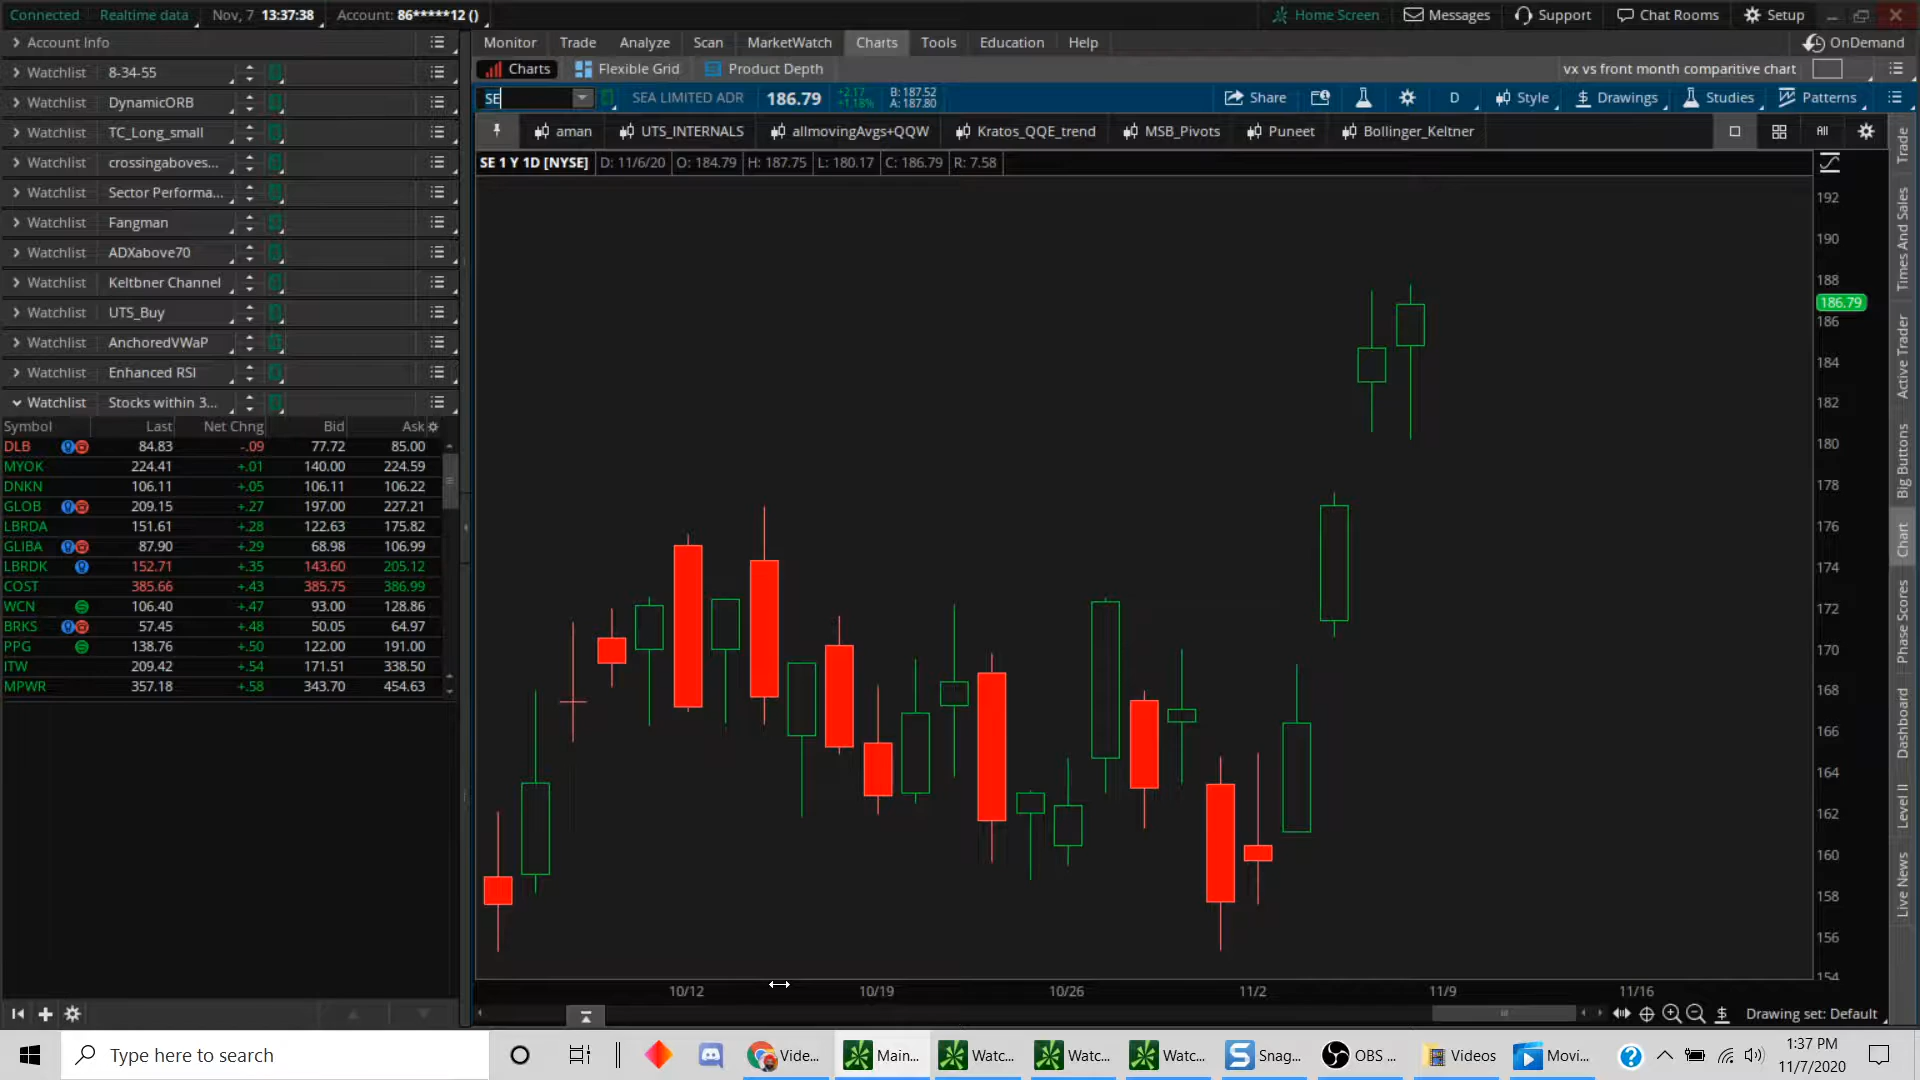 Connected Realtime data Nov, 7 13:37:38 Account: 86*****12 () Home Screen Messages Support Chat Rooms Setup
Account Info Monitor Trade Analyze Scan MarketWatch Charts Tools Education Help OnDemand
Watchlist 8-34-55 Charts Flexible Grid Product Depth vx vs front month comparitive chart
Watchlist DynamicORB SE SEA LIMITED ADR 186.79 +2.17 +1.18% B: 187.52 A: 187.80 Share D Style $ Drawings Studies Patterns
Watchlist TC_Long_small aman UTS_INTERNALS allmovingAvgs+QQW Kratos_QQE_trend MSB_Pivots Puneet Bollinger_Keltner All
Watchlist crossingaboves... SE 1 Y 1D [NYSE] D: 11/6/20 O: 184.79 H: 187.75 L: 180.17 C: 186.79 R: 7.58
Watchlist Sector Performa...
Watchlist Fangman
Watchlist ADXabove70
Watchlist Keltbner Channel
Watchlist UTS_Buy
Watchlist AnchoredVWaP
Watchlist Enhanced RSI
Watchlist Stocks within 3...
Symbol Last Net Chng Bid Ask
DLB 84.83 -.09 77.72 85.00
MYOK 224.41 +.01 140.00 224.59
DNKN 106.11 +.05 106.11 106.22
GLOB 209.15 +.27 197.00 227.21
LBRDA 151.61 +.28 122.63 175.82
GLIBA 87.90 +.29 68.98 106.99
LBRDK 152.71 +.35 143.60 205.12
COST 385.66 +.43 385.75 386.99
WCN 106.40 +.47 93.00 128.86
BRKS 57.45 +.48 50.05 64.97
PPG 138.76 +.50 122.00 191.00
ITW 209.42 +.54 171.51 338.50
MPWR 357.18 +.58 343.70 454.63
192
190
188
186.79
186
184
182
180
178
176
174
172
170
168
166
164
162
160
158
156
154
Trade
Times And Sales
Active Trader
Big Buttons
Chart
Phase Scores
Dashboard
Level II
Live News
10/12 10/19 10/26 11/2 11/9 11/16
$ Drawing set: Default
Type here to search Vide... Main... Watc... Watc... Watc... Snag... OBS ... Videos Movi... 1:37 PM
11/7/2020